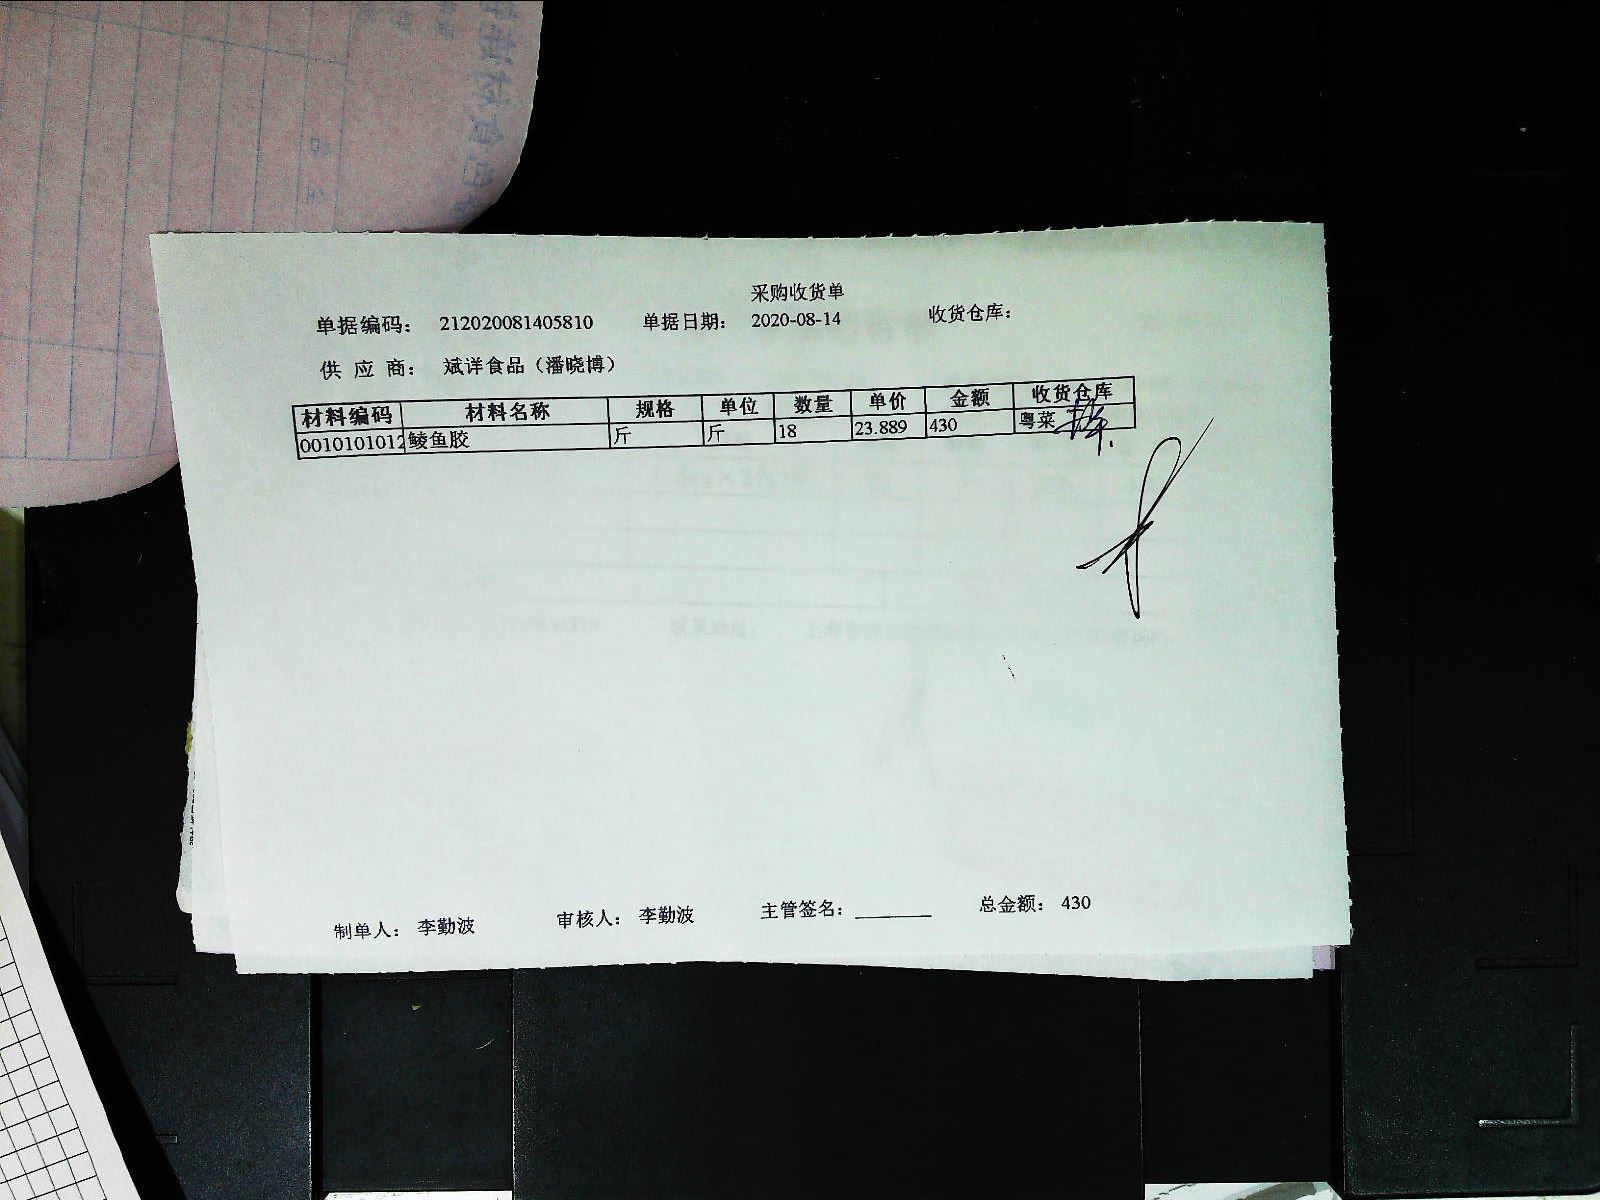 采购收货单
单据编码： 212020081405810 单据日期： 2020-08-14 收货仓库：
供 应 商： 斌洋食品（潘晓博）
材料编码 材料名称 规格 单位 数量 单价 金额 收货仓库
0010101012 鲮鱼胶 斤 斤 18 23.889 430 粤菜
制单人： 李勤波 审核人： 李勤波 主管签名： 总金额： 430